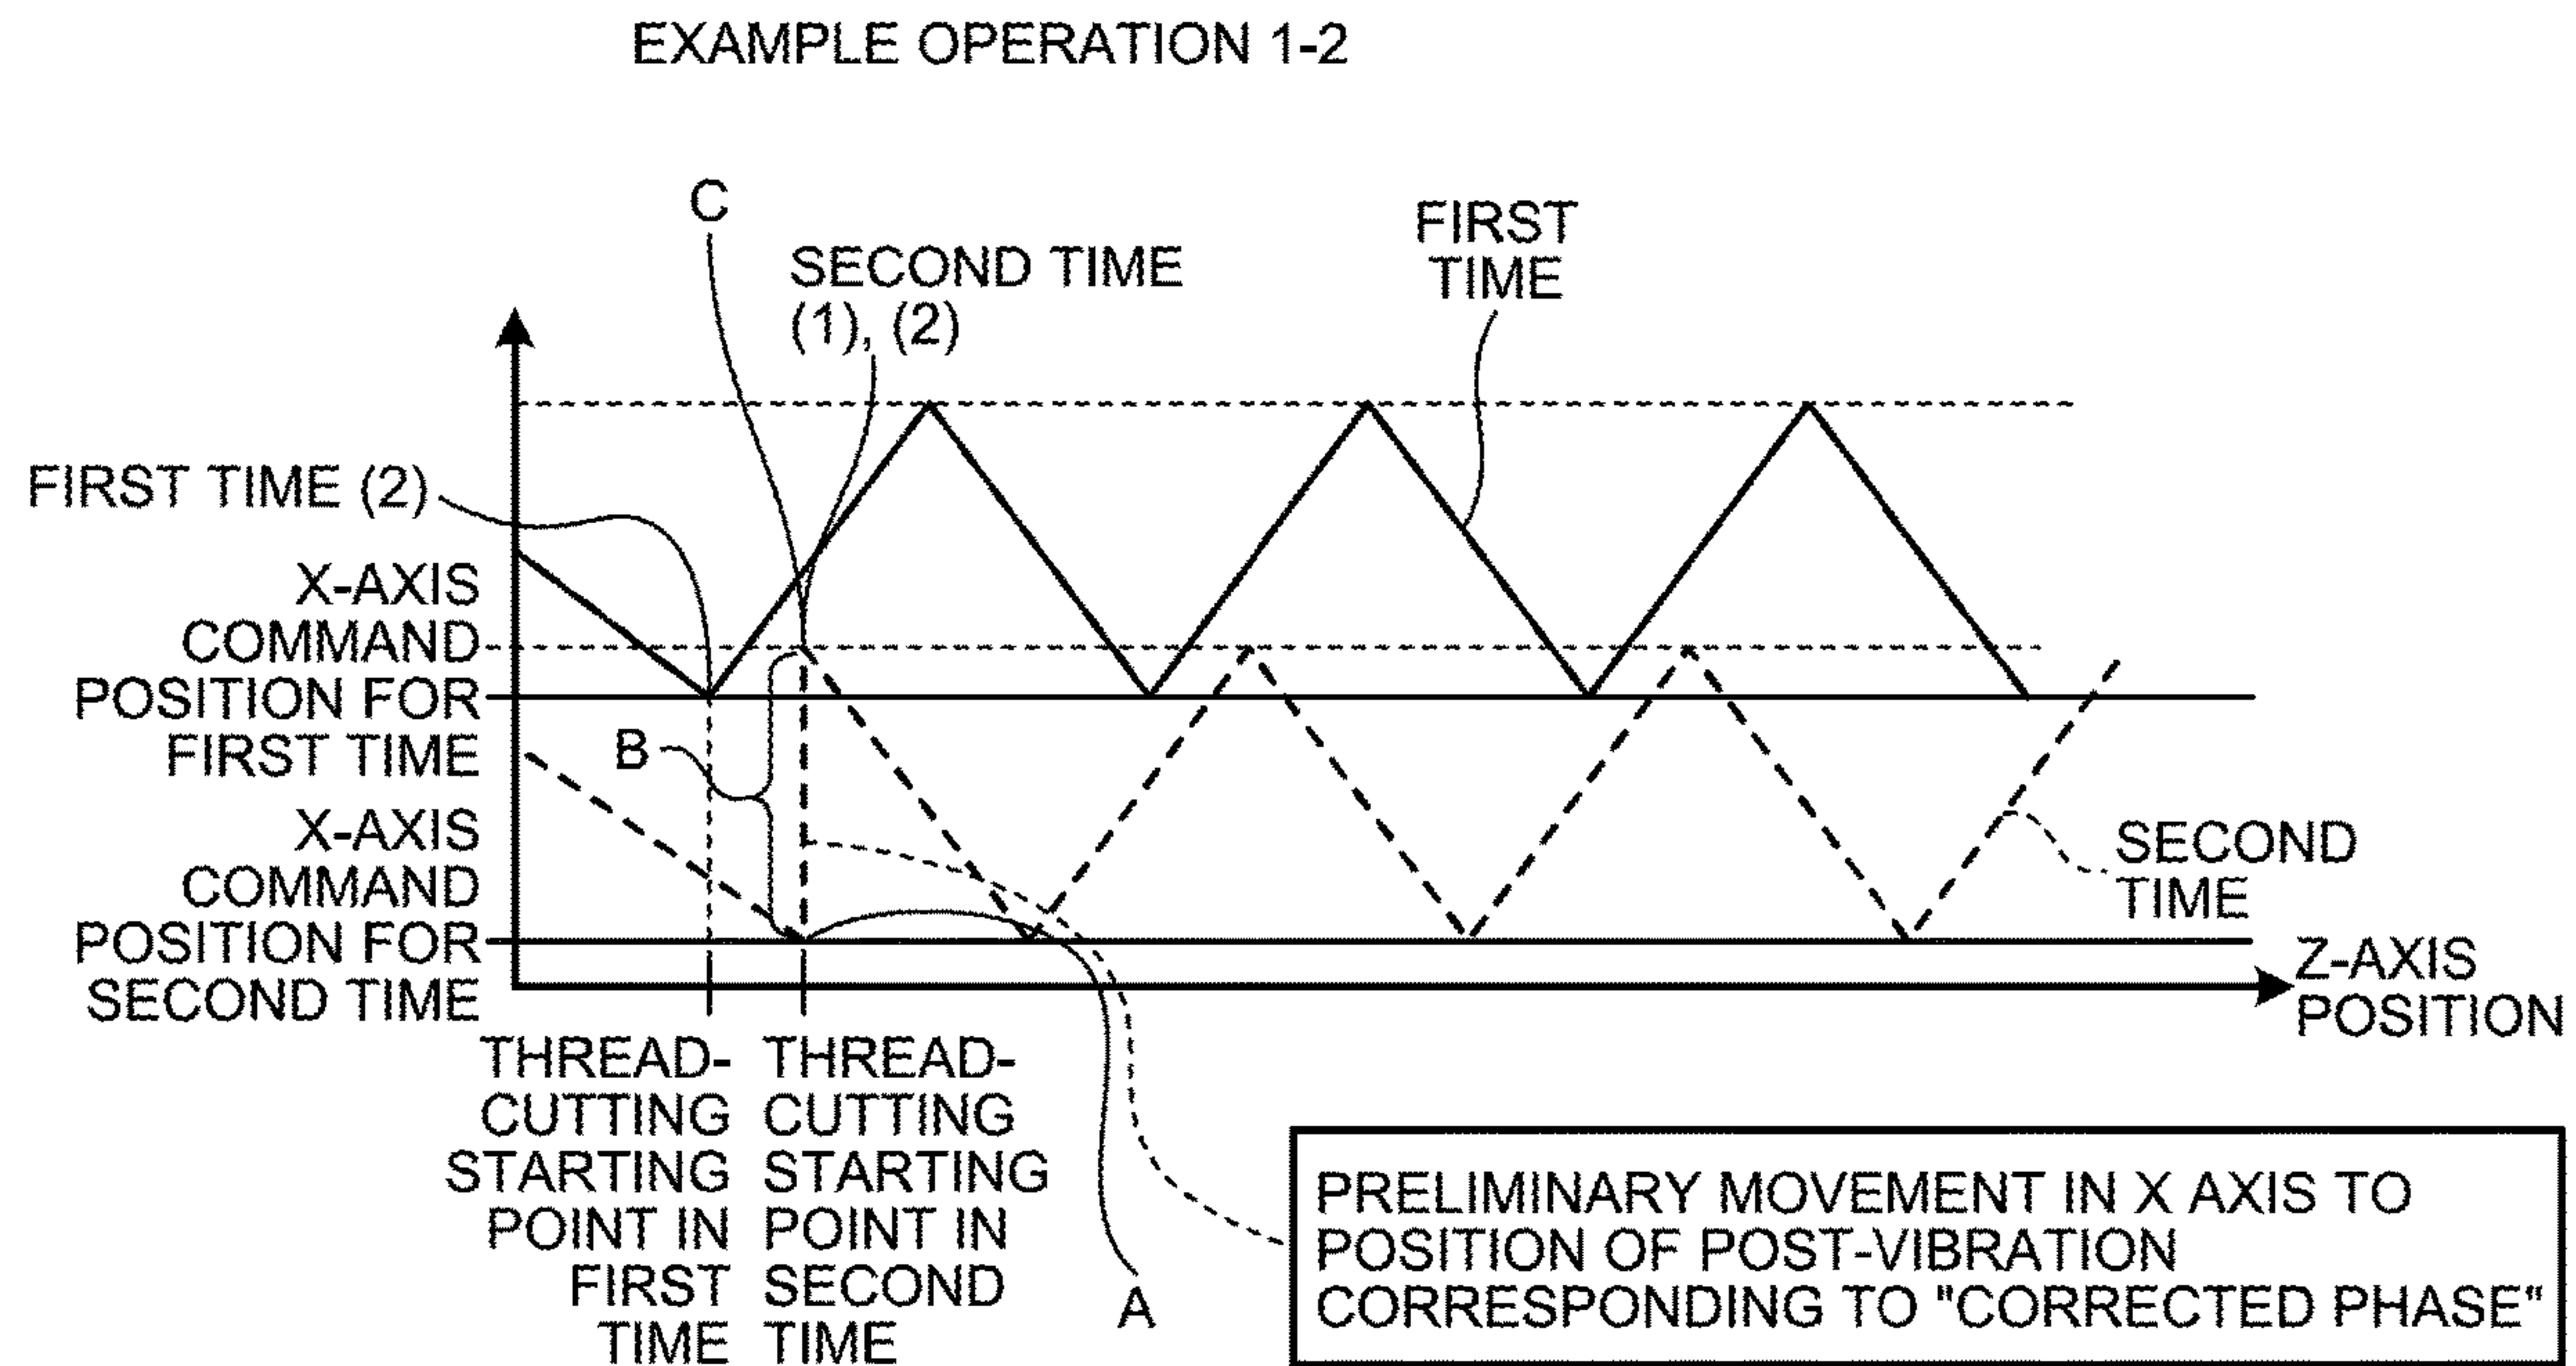 EXAMPLE OPERATION 1-2
C
SECOND TIME
(1), (2)
FIRST
TIME
FIRST TIME (2)
X-AXIS
COMMAND
POSITION FOR
FIRST TIME
B
X-AXIS
COMMAND
POSITION FOR
SECOND TIME
SECOND
TIME
Z-AXIS
POSITION
THREAD-
CUTTING
STARTING
POINT IN
FIRST
TIME
THREAD-
CUTTING
STARTING
POINT IN
SECOND
TIME
A
PRELIMINARY MOVEMENT IN X AXIS TO
POSITION OF POST-VIBRATION
CORRESPONDING TO "CORRECTED PHASE"